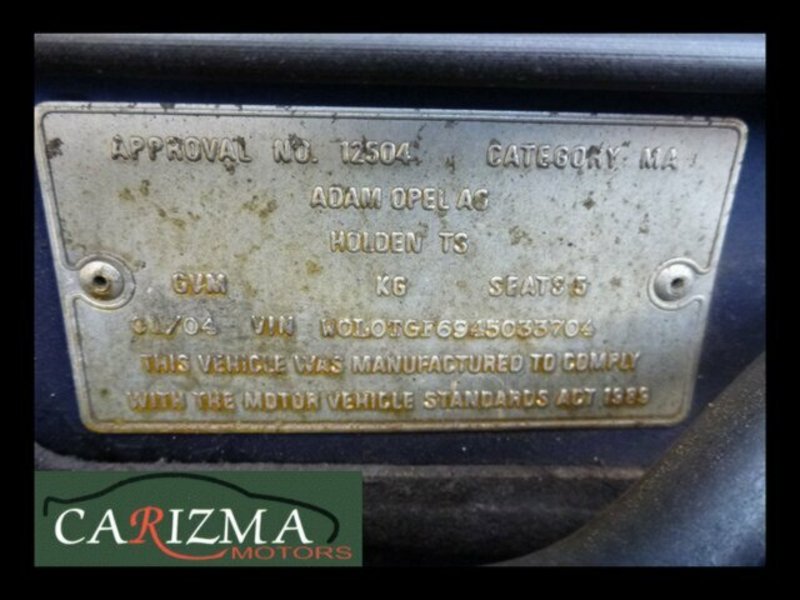 APPROVAL NO. 12504 CATEGORY MA
ADAM OPEL AG
HOLDEN TS
GVM KG SEATS 5
01/04 VIN W0L0TGF6945033704
THIS VEHICLE WAS MANUFACTURED TO COMPLY
WITH THE MOTOR VEHICLE STANDARDS ACT 1989
CARIZMA
MOTORS